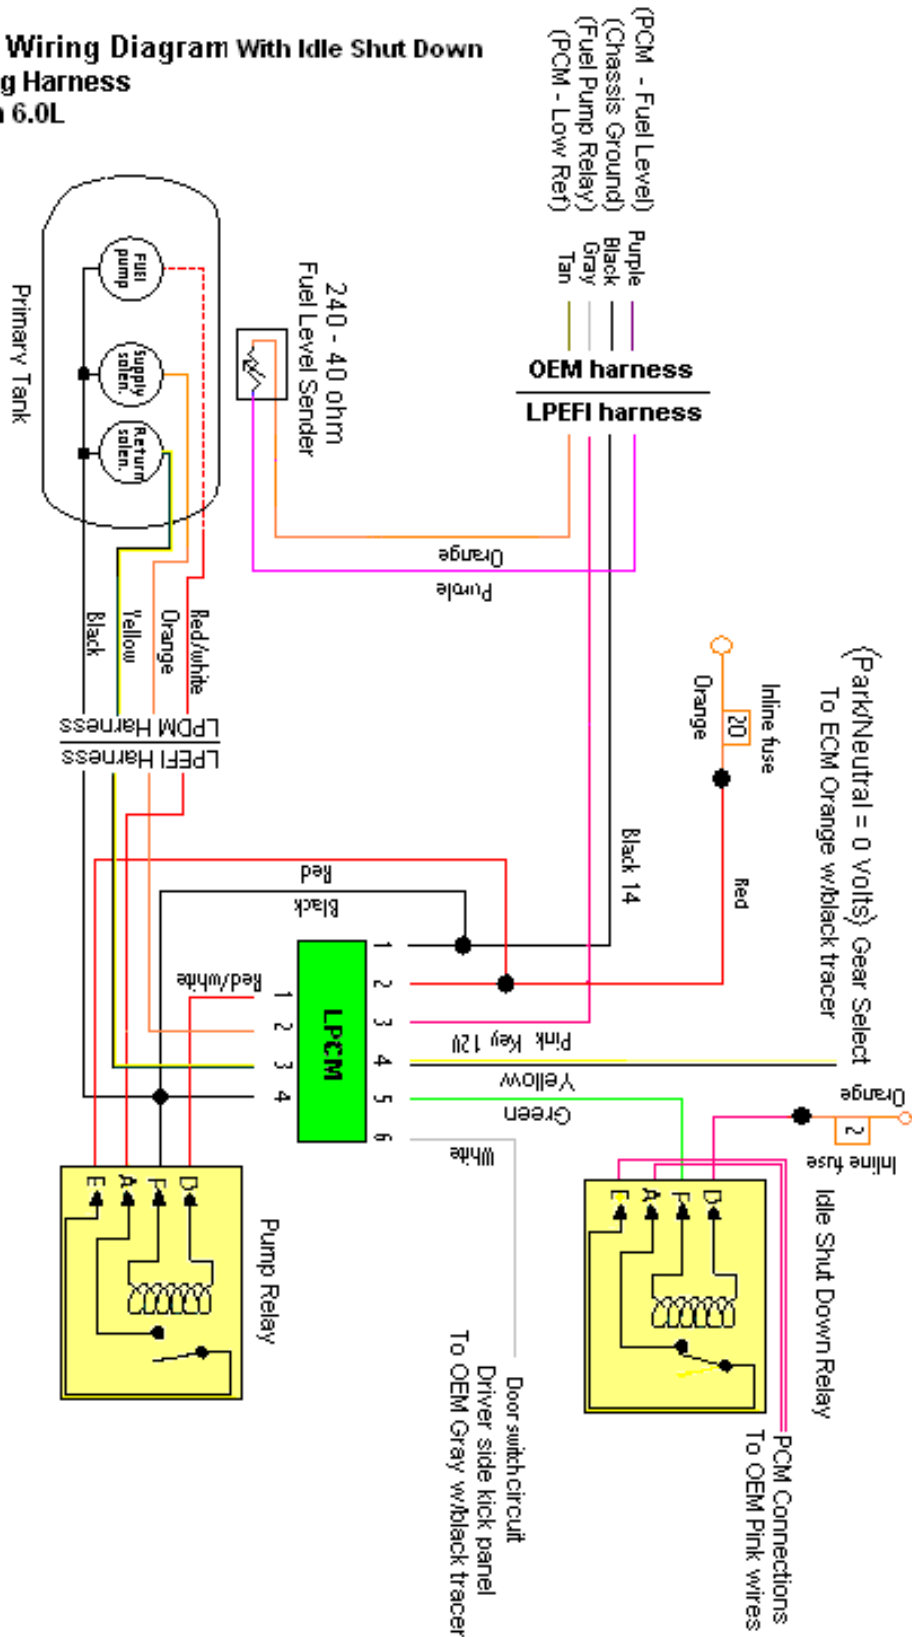 Wiring Diagram With Idle Shut Down
g Harness
6.0L
(PCM - Fuel Level)
(Chassis Ground)
(Fuel Pump Relay)
(PCM - Low Ref)
Purple
Black
Gray
Tan
OEM harness
LPEFI harness
240 - 40 ohm
Fuel Level Sender
Fuel pump
Supply solen.
Return solen.
Primary Tank
Orange
Purple
Red/white
Orange
Yellow
Black
LPDM Harness
LPEFI Harness
Inline fuse
20
Orange
(Park/Neutral = 0 volts) Gear Select
To ECM Orange w/black tracer
Black 14
Red
Red
Black
Red/white
LPCM
1
2
3
4
5
6
1
2
3
4
Pink Key 12V
Yellow
Green
White
Orange
2
Inline fuse
Idle Shut Down Relay
E
A
F
D
E
A
F
D
Pump Relay
PCM Connections
To OEM Pink wires
Door switch circuit
Driver side kick panel
To OEM Gray w/black tracer